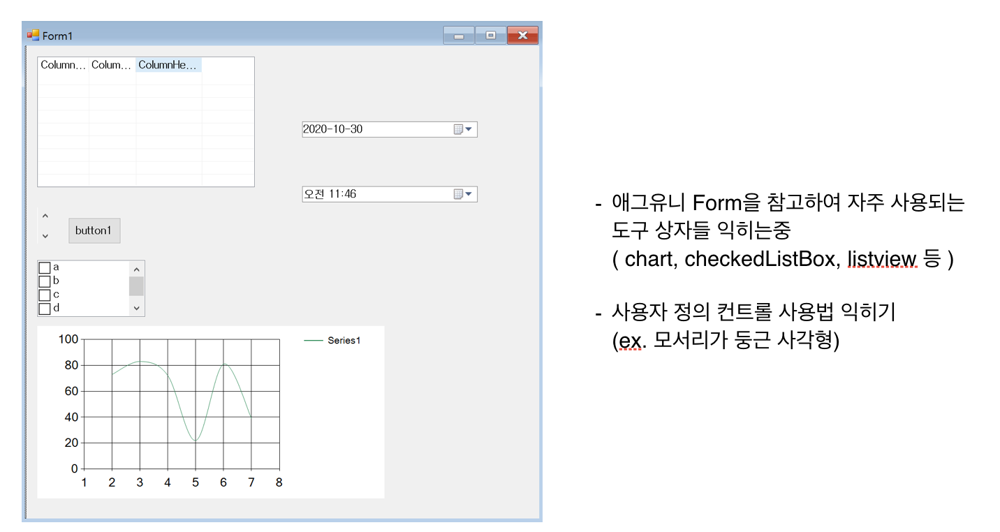 Form1
Column... Colum... ColumnHe...
2020-10-30
오전 11:46
button1
a
b
c
d
Series1
100
80
60
40
20
0
1 2 3 4 5 6 7 8
- 애그유니 Form을 참고하여 자주 사용되는
도구 상자들 익히는중
( chart, checkedListBox, listview 등 )
- 사용자 정의 컨트롤 사용법 익히기
(ex. 모서리가 둥근 사각형)